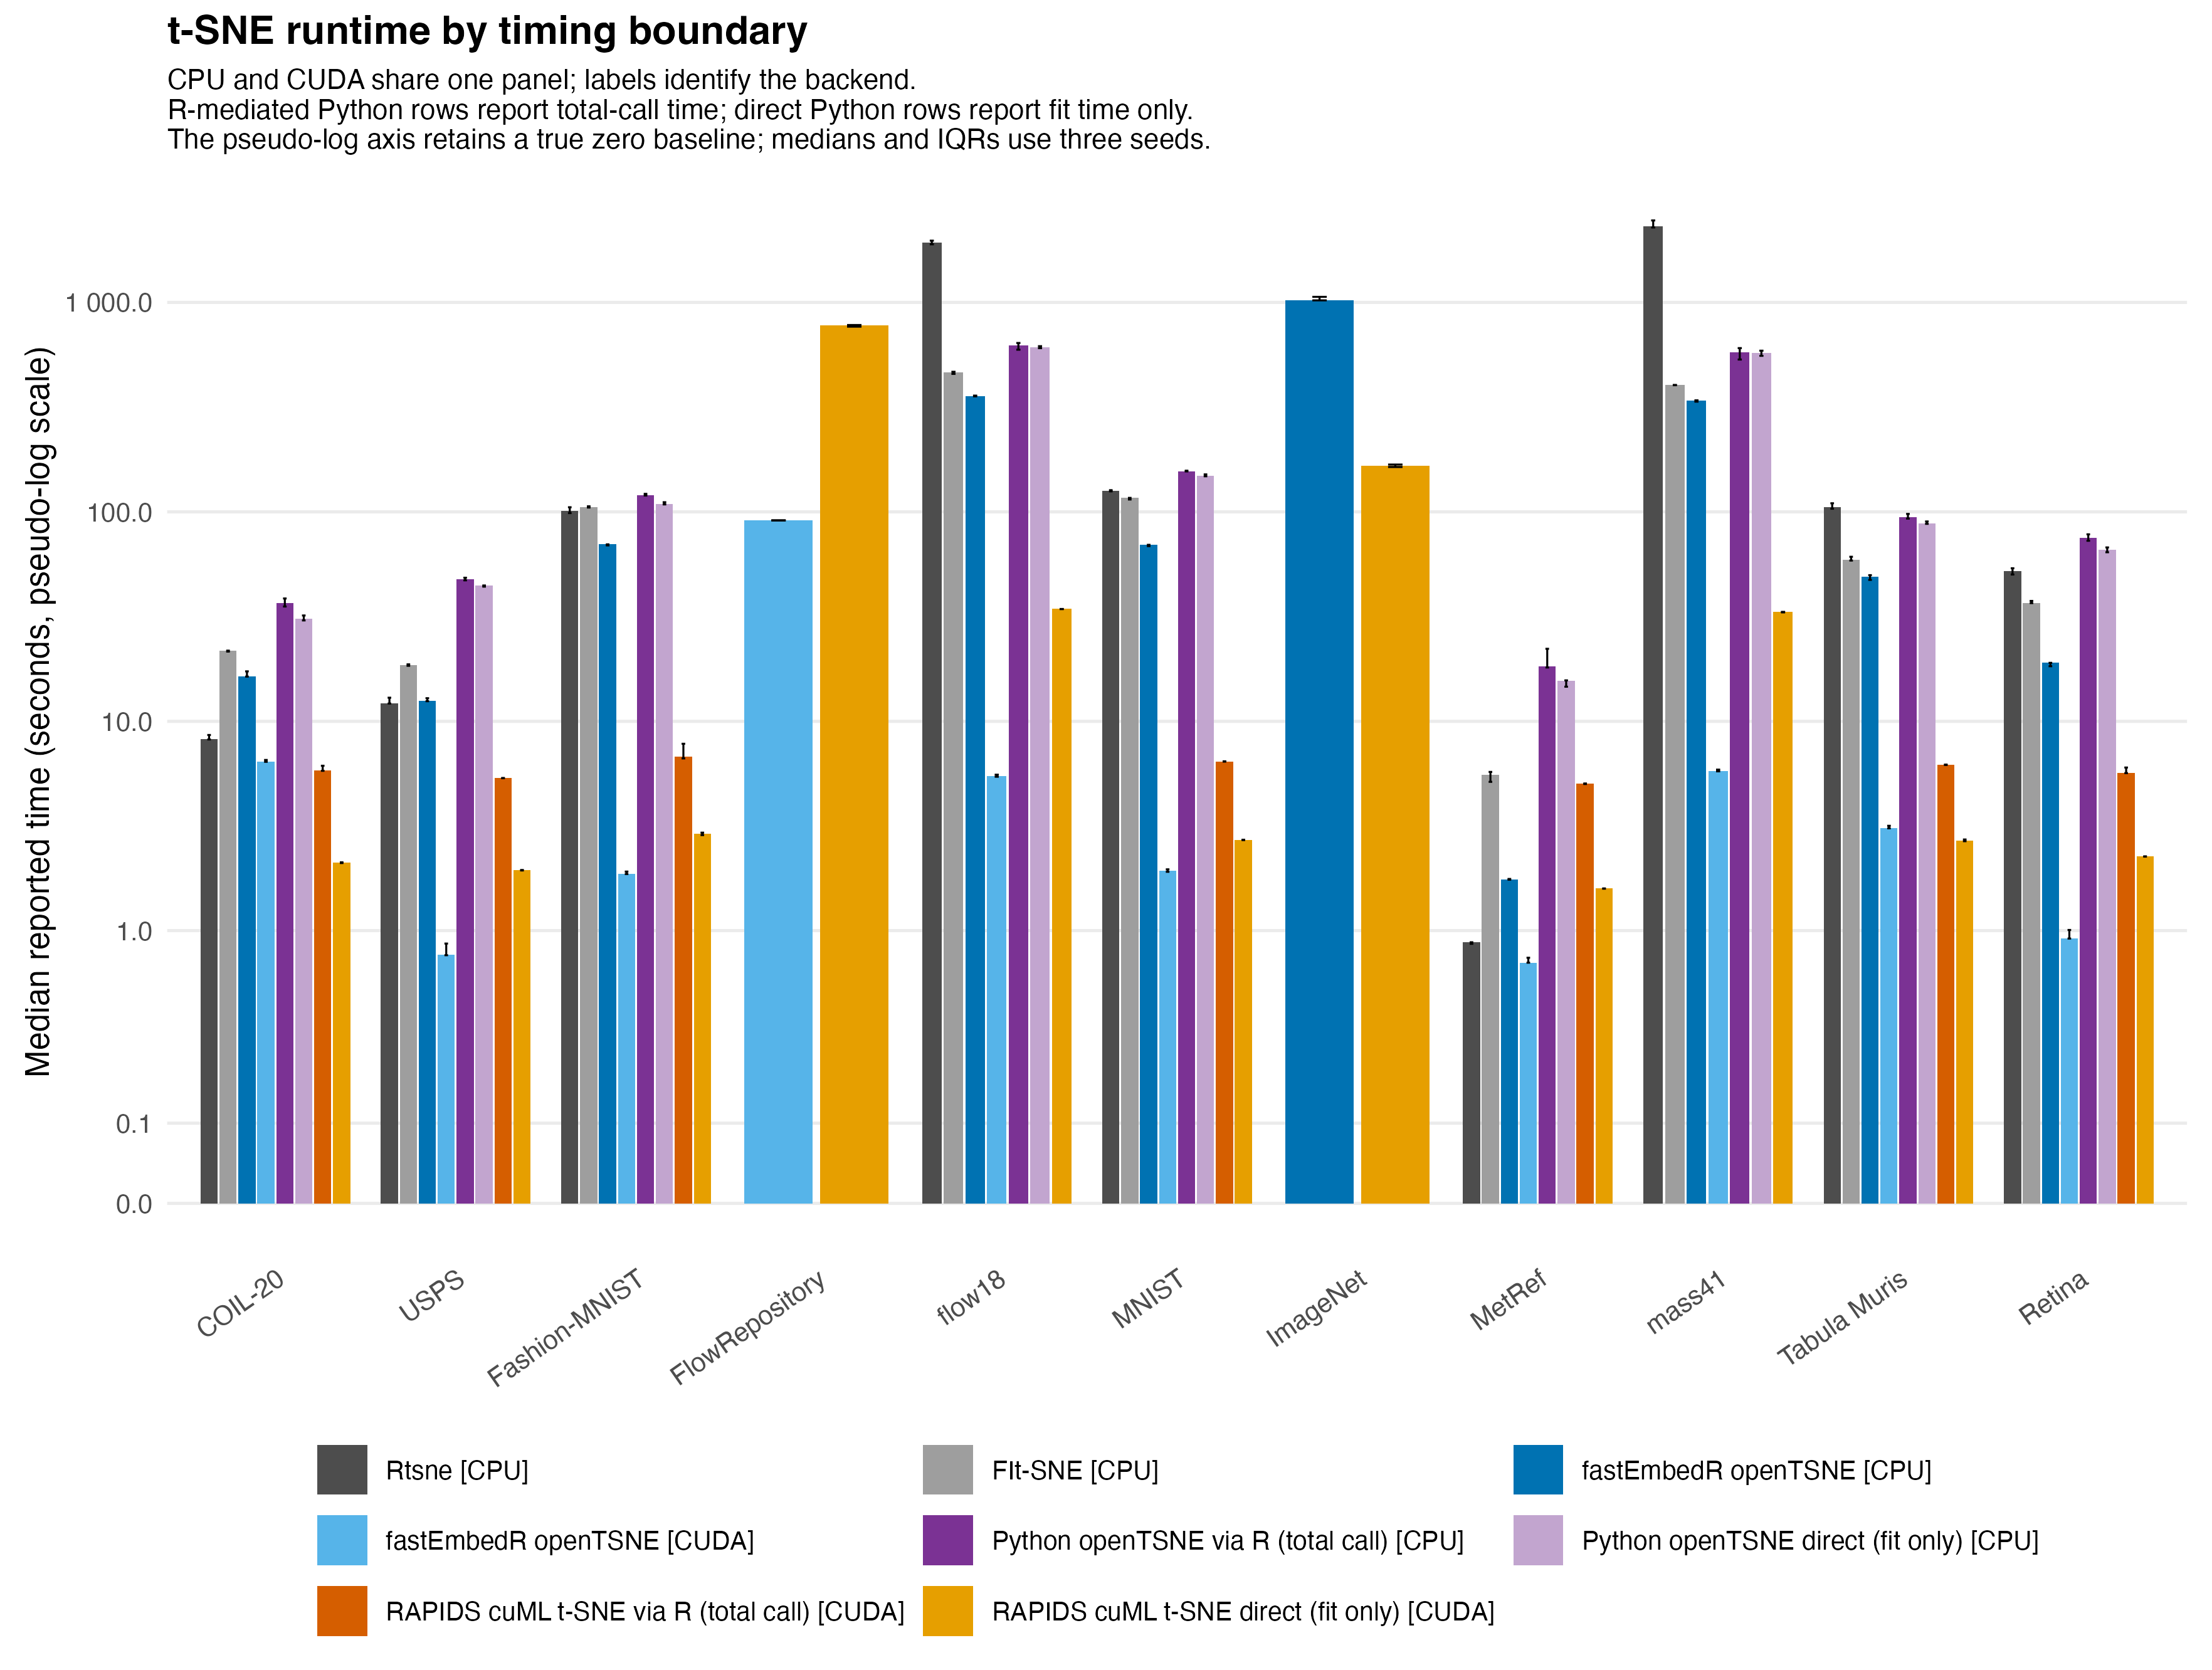 t-SNE runtime by timing boundary
CPU and CUDA share one panel; labels identify the backend.
R-mediated Python rows report total-call time; direct Python rows report fit time only.
The pseudo-log axis retains a true zero baseline; medians and IQRs use three seeds.
Median reported time (seconds, pseudo-log scale)
1 000.0
100.0
10.0
1.0
0.1
0.0
COIL-20
USPS
Fashion-MNIST
FlowRepository
flow18
MNIST
ImageNet
MetRef
mass41
Tabula Muris
Retina
Rtsne [CPU]
FIt-SNE [CPU]
fastEmbedR openTSNE [CPU]
fastEmbedR openTSNE [CUDA]
Python openTSNE via R (total call) [CPU]
Python openTSNE direct (fit only) [CPU]
RAPIDS cuML t-SNE via R (total call) [CUDA]
RAPIDS cuML t-SNE direct (fit only) [CUDA]